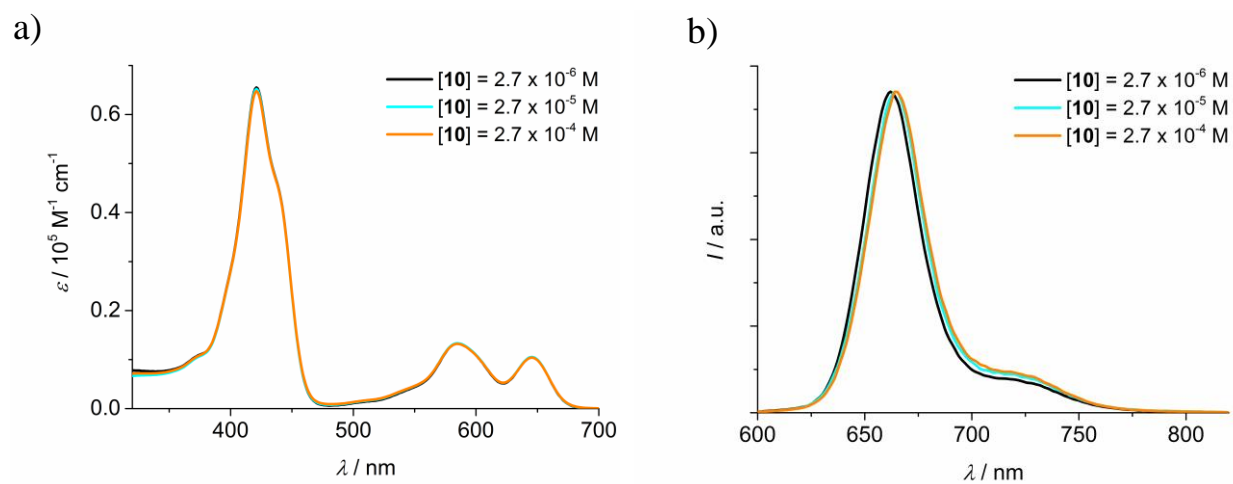 a)
[10] = 2.7 x 10⁻⁶ M
[10] = 2.7 x 10⁻⁵ M
[10] = 2.7 x 10⁻⁴ M
0.6
0.4
0.2
0.0
ε / 10⁵ M⁻¹ cm⁻¹
400 500 600 700
λ / nm
b)
[10] = 2.7 x 10⁻⁶ M
[10] = 2.7 x 10⁻⁵ M
[10] = 2.7 x 10⁻⁴ M
I / a.u.
600 650 700 750 800
λ / nm